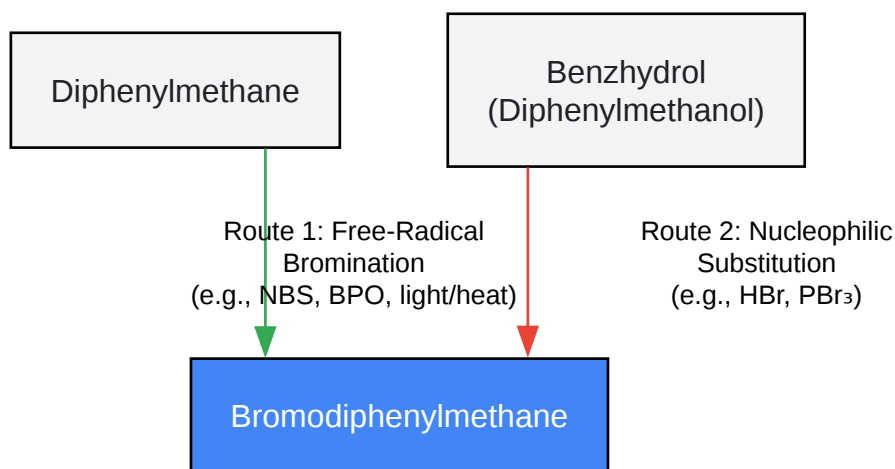 Diphenylmethane
Benzhydrol
(Diphenylmethanol)
Route 1: Free-Radical
Bromination
(e.g., NBS, BPO, light/heat)
Route 2: Nucleophilic
Substitution
(e.g., HBr, PBr₃)
Bromodiphenylmethane